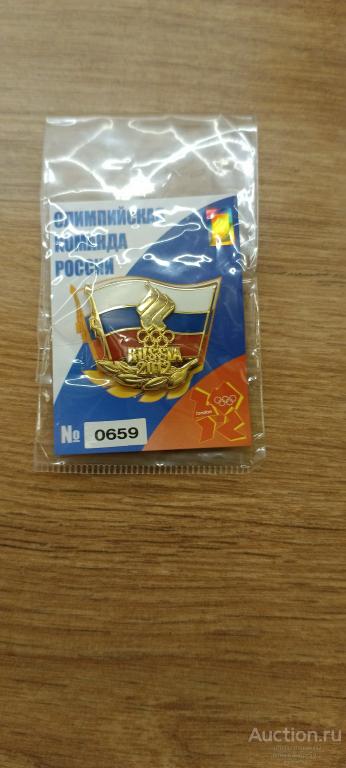 ОЛИМПИЙСКАЯ
КОМАНДА
РОССИИ
RUSSIA
2012
№ 0659
london
Auction.ru